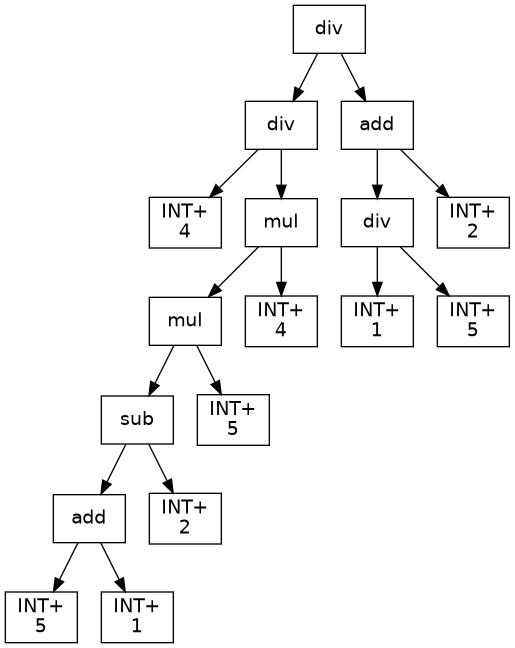 div
div
add
INT+
4
mul
div
INT+
2
mul
INT+
4
INT+
1
INT+
5
sub
INT+
5
add
INT+
2
INT+
5
INT+
1